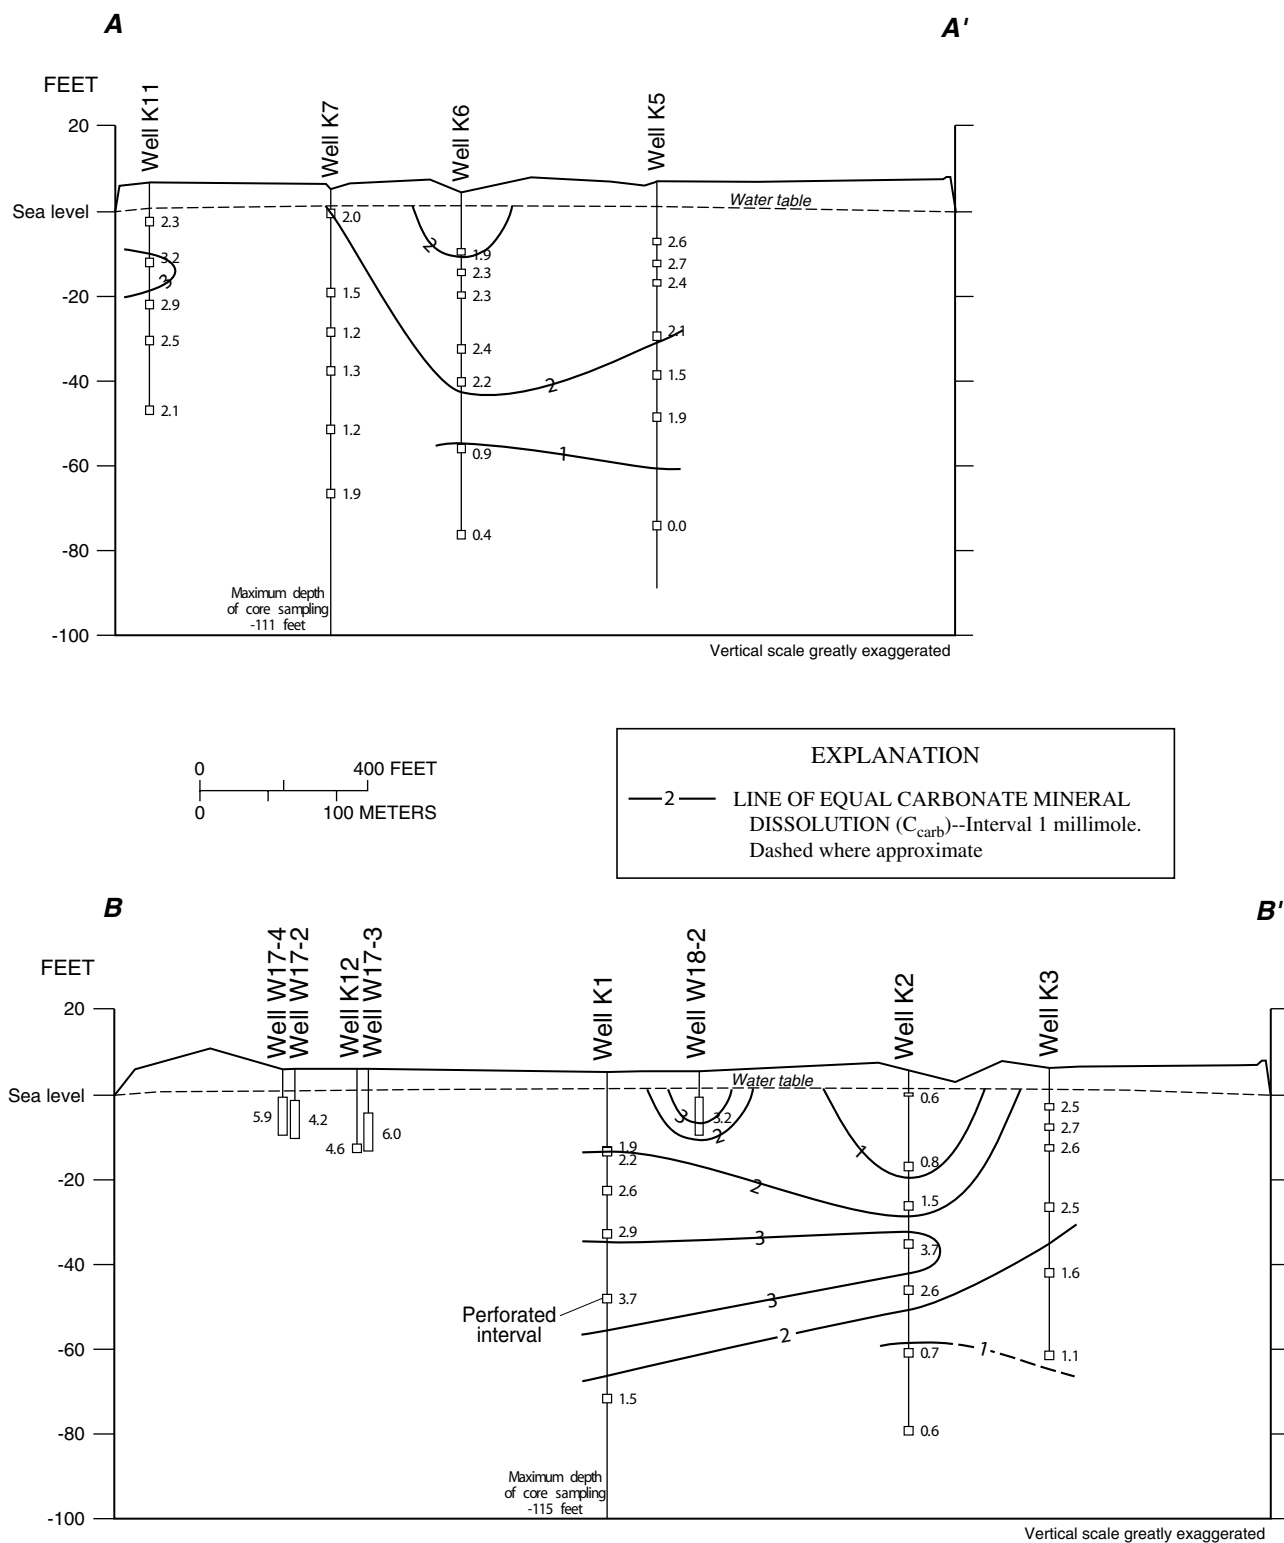 A
A'
FEET
Well K11
Well K7
Well K6
Well K5
20
Sea level
-20
-40
-60
-80
-100
Water table
2.3
3.2
3
2.9
2.5
2.1
2.0
1.5
1.2
1.3
1.2
1.9
2
1.9
2.3
2.3
2.4
2.2
2
0.9
1
0.4
2.6
2.7
2.4
2.1
1.5
1.9
0.0
Maximum depth
of core sampling
-111 feet
Vertical scale greatly exaggerated
0 400 FEET
0 100 METERS
EXPLANATION
2 LINE OF EQUAL CARBONATE MINERAL
DISSOLUTION (Ccarb)--Interval 1 millimole.
Dashed where approximate
B
B'
FEET
Well W17-4
Well W17-2
Well K12
Well W17-3
Well K1
Well W18-2
Well K2
Well K3
20
Sea level
-20
-40
-60
-80
-100
Water table
5.9
4.2
4.6
6.0
1.9
2.2
2.6
2.9
3.7
1.5
Perforated
interval
3
3.2
2
2
3
3
2
1
0.6
0.8
1.5
3.7
2.6
0.7
0.6
1
2.5
2.7
2.6
2.5
1.6
1.1
Maximum depth
of core sampling
-115 feet
Vertical scale greatly exaggerated